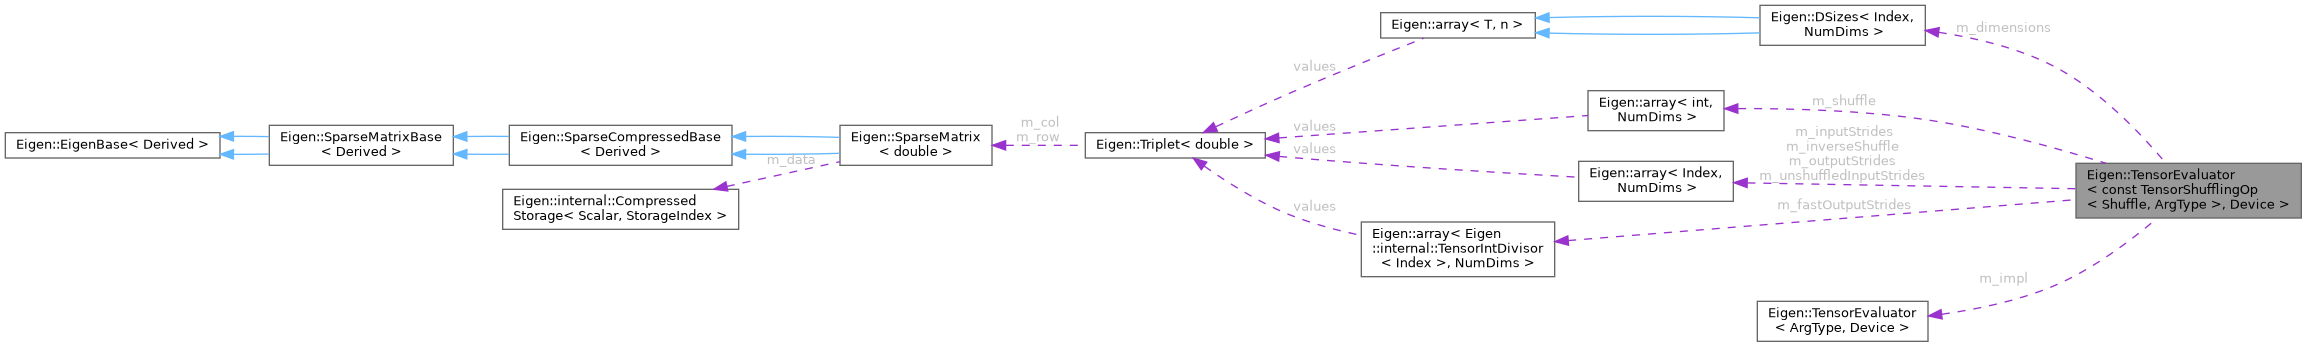 Eigen::EigenBase< Derived >
Eigen::SparseMatrixBase
< Derived >
Eigen::SparseCompressedBase
< Derived >
Eigen::internal::Compressed
Storage< Scalar, StorageIndex >
m_data
Eigen::SparseMatrix
< double >
m_col
m_row
Eigen::Triplet< double >
values
values
values
values
Eigen::array< T, n >
Eigen::DSizes< Index,
NumDims >
m_dimensions
Eigen::array< int,
NumDims >
m_shuffle
Eigen::array< Index,
NumDims >
m_inputStrides
m_inverseShuffle
m_outputStrides
m_unshuffledInputStrides
Eigen::array< Eigen
::internal::TensorIntDivisor
< Index >, NumDims >
m_fastOutputStrides
Eigen::TensorEvaluator
< const TensorShufflingOp
< Shuffle, ArgType >, Device >
m_impl
Eigen::TensorEvaluator
< ArgType, Device >